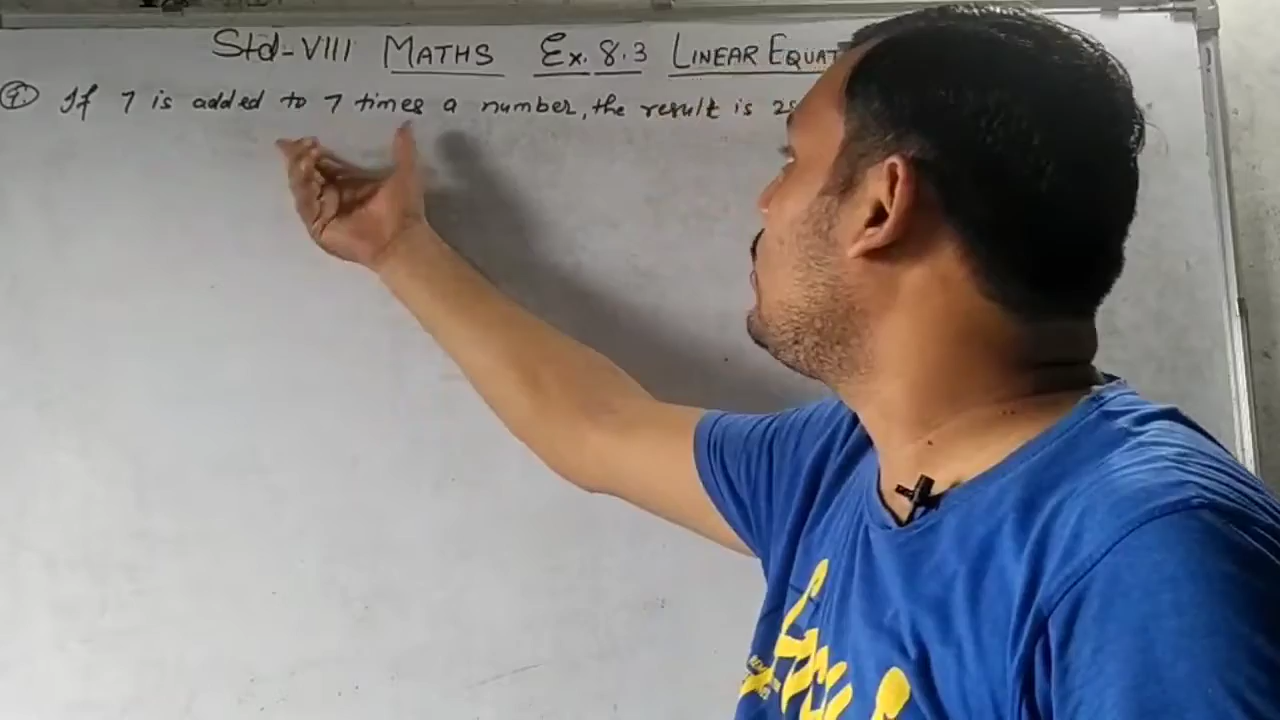 Std-VIII MATHS Ex. 8.3 LINEAR EQUAT
9. If 7 is added to 7 times a number, the result is